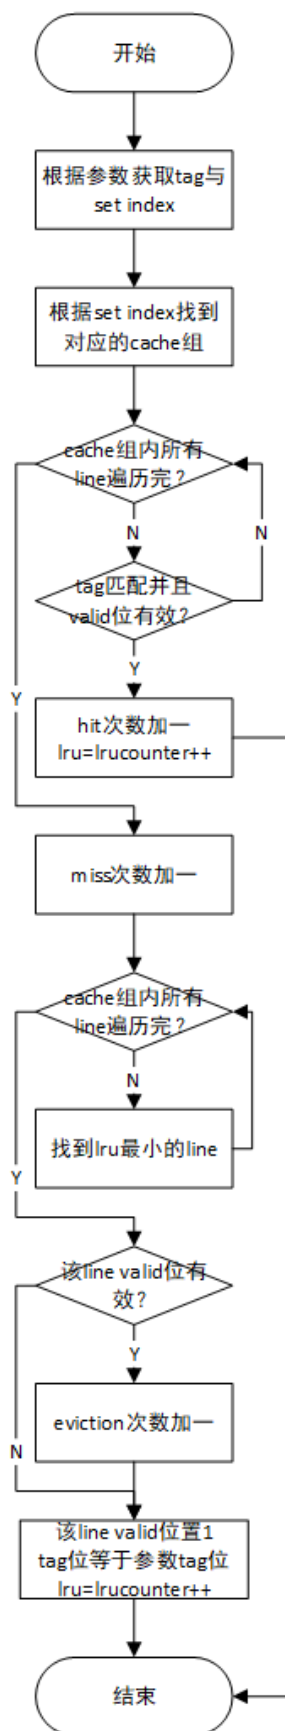 开始
根据参数获取tag与
set index
根据set index找到
对应的cache组
cache组内所有
line遍历完？
N
N
tag匹配并且
valid位有效？
Y
Y
hit次数加一
lru=lrucounter++
miss次数加一
cache组内所有
line遍历完？
N
找到lru最小的line
Y
该line valid位有
效？
Y
eviction次数加一
N
该line valid位置1
tag位等于参数tag位
lru=lrucounter++
结束